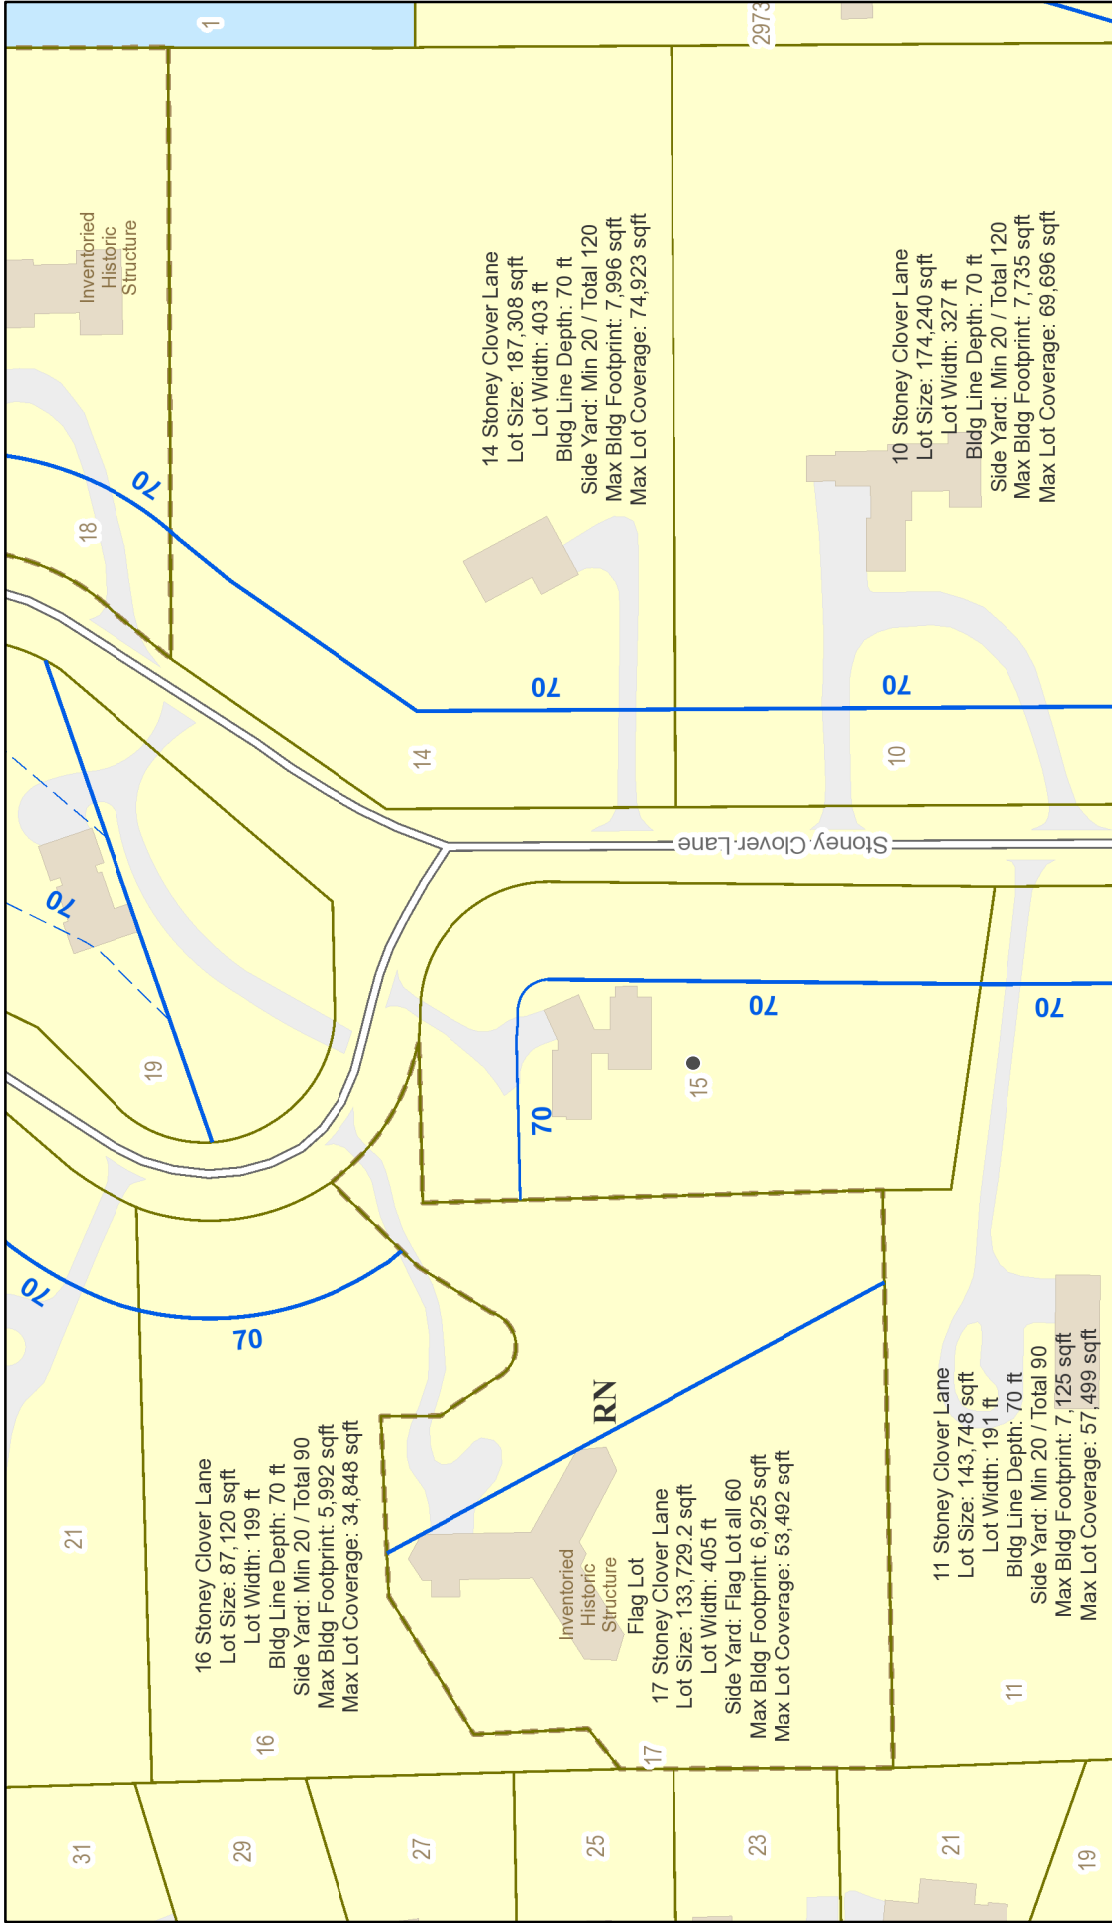 1
2973
Inventoried
Historic
Structure
18
70
14 Stoney Clover Lane
Lot Size: 187,308 sqft
Lot Width: 403 ft
Bldg Line Depth: 70 ft
Side Yard: Min 20 / Total 120
Max Bldg Footprint: 7,996 sqft
Max Lot Coverage: 74,923 sqft
10 Stoney Clover Lane
Lot Size: 174,240 sqft
Lot Width: 327 ft
Bldg Line Depth: 70 ft
Side Yard: Min 20 / Total 120
Max Bldg Footprint: 7,735 sqft
Max Lot Coverage: 69,696 sqft
70
70
14
10
Stoney Clover Lane
70
19
70
70
70
15
70
70
16 Stoney Clover Lane
Lot Size: 87,120 sqft
Lot Width: 199 ft
Bldg Line Depth: 70 ft
Side Yard: Min 20 / Total 90
Max Bldg Footprint: 5,992 sqft
Max Lot Coverage: 34,848 sqft
RN
21
16
Inventoried
Historic
Structure
Flag Lot
17 Stoney Clover Lane
Lot Size: 133,729.2 sqft
Lot Width: 405 ft
Side Yard: Flag Lot all 60
Max Bldg Footprint: 6,925 sqft
Max Lot Coverage: 53,492 sqft
17
11 Stoney Clover Lane
Lot Size: 143,748 sqft
Lot Width: 191 ft
Bldg Line Depth: 70 ft
Side Yard: Min 20 / Total 90
Max Bldg Footprint: 7,125 sqft
Max Lot Coverage: 57,499 sqft
11
31
29
27
25
23
21
19